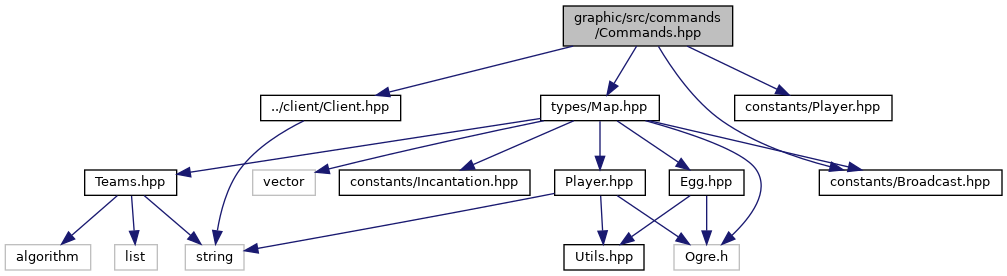 graphic/src/commands
/Commands.hpp
../client/Client.hpp
types/Map.hpp
constants/Player.hpp
Teams.hpp
vector
constants/Incantation.hpp
Player.hpp
Egg.hpp
constants/Broadcast.hpp
algorithm
list
string
Utils.hpp
Ogre.h